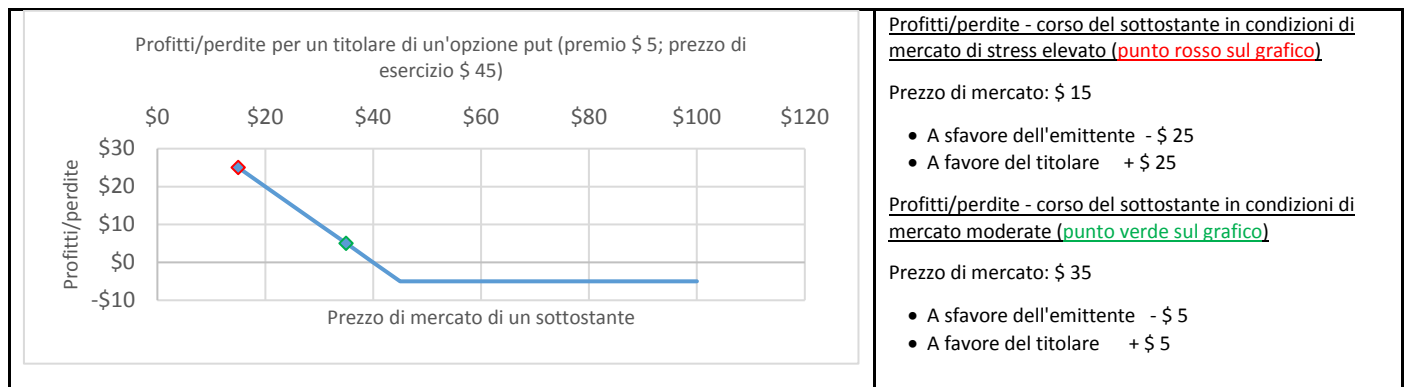 Profitti/perdite per un titolare di un'opzione put (premio $ 5; prezzo di
esercizio $ 45)
$0 $20 $40 $60 $80 $100 $120
$30
$20
$10
$0
-$10
Profitti/perdite
Prezzo di mercato di un sottostante
Profitti/perdite - corso del sottostante in condizioni di
mercato di stress elevato (punto rosso sul grafico)
Prezzo di mercato: $ 15
• A sfavore dell'emittente - $ 25
• A favore del titolare + $ 25
Profitti/perdite - corso del sottostante in condizioni di
mercato moderate (punto verde sul grafico)
Prezzo di mercato: $ 35
• A sfavore dell'emittente - $ 5
• A favore del titolare + $ 5